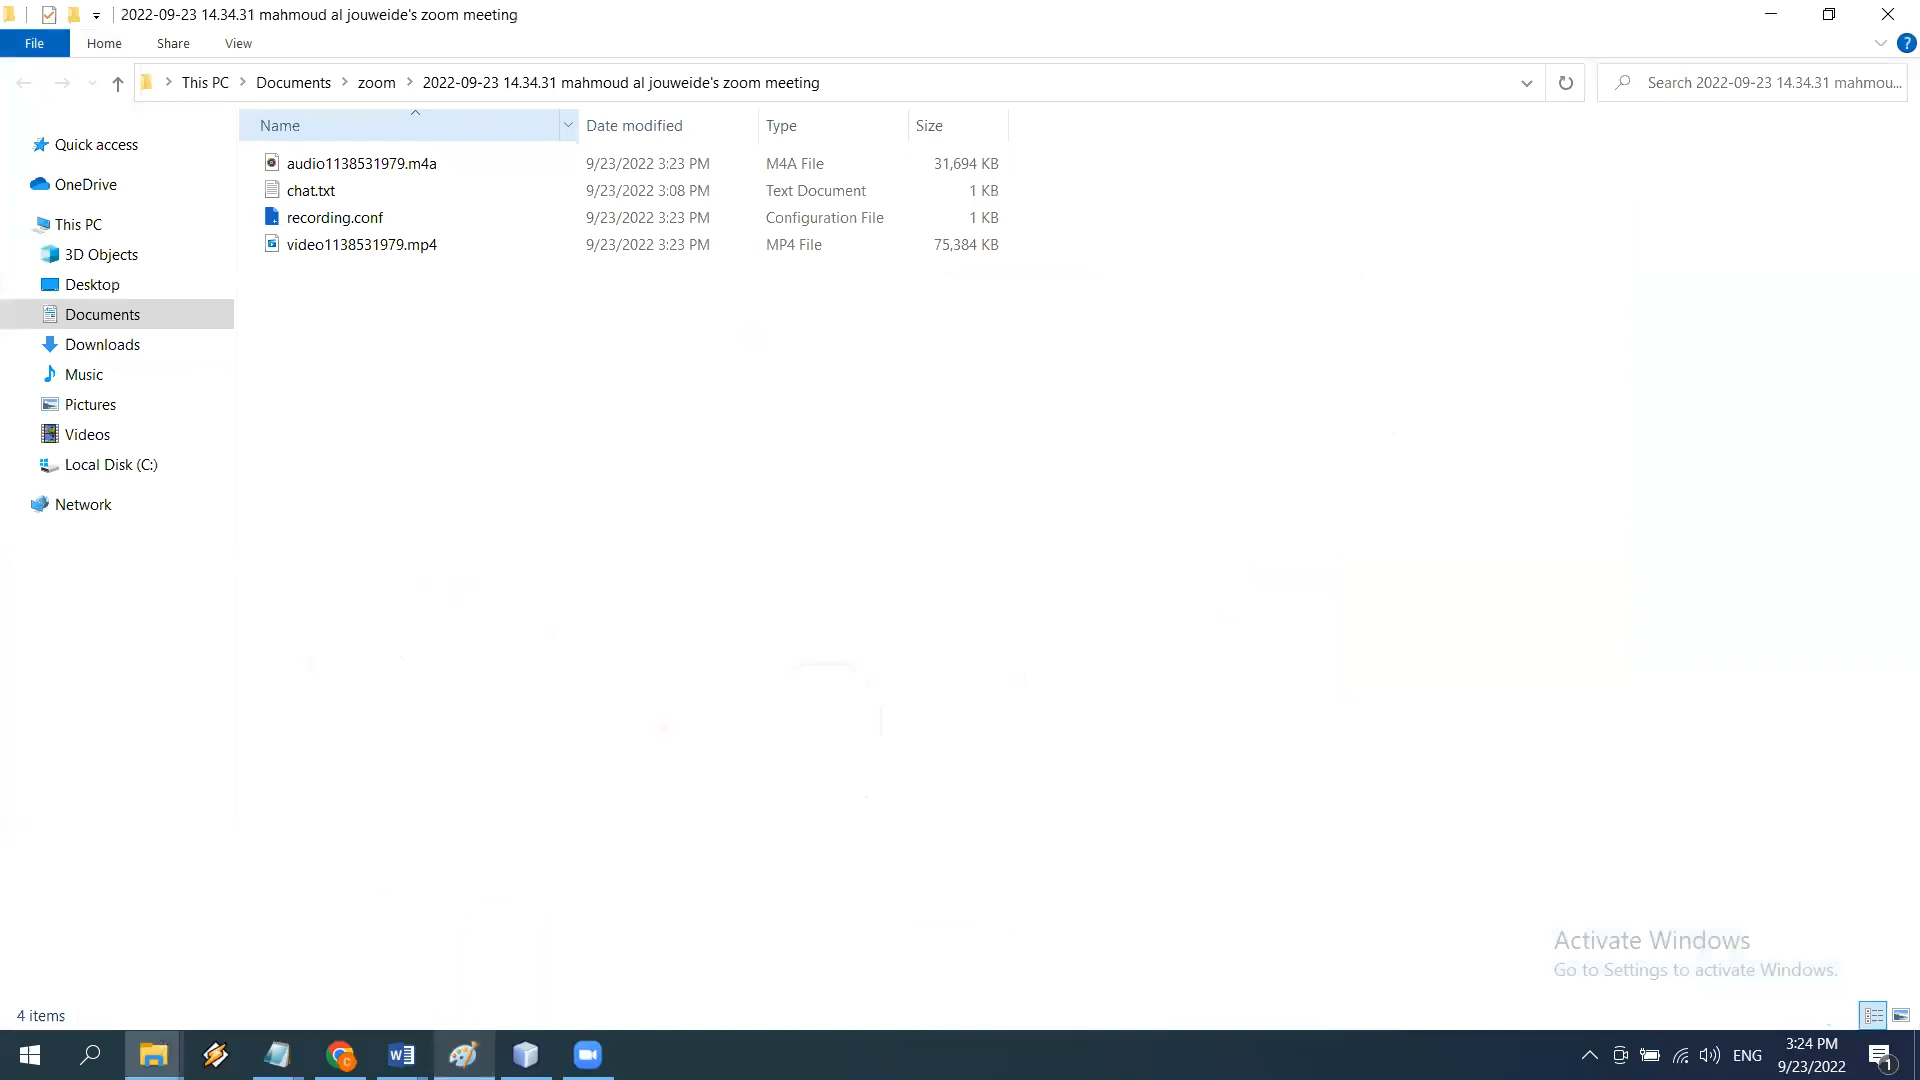 2022-09-23 14.34.31 mahmoud al jouweide's zoom meeting
File Home Share View
This PC Documents zoom 2022-09-23 14.34.31 mahmoud al jouweide's zoom meeting
Search 2022-09-23 14.34.31 mahmou...
Name Date modified Type Size
audio1138531979.m4a 9/23/2022 3:23 PM M4A File 31,694 KB
chat.txt 9/23/2022 3:08 PM Text Document 1 KB
recording.conf 9/23/2022 3:23 PM Configuration File 1 KB
video1138531979.mp4 9/23/2022 3:23 PM MP4 File 75,384 KB
Quick access
OneDrive
This PC
3D Objects
Desktop
Documents
Downloads
Music
Pictures
Videos
Local Disk (C:)
Network
Activate Windows
Go to Settings to activate Windows.
4 items
ENG
3:24 PM
9/23/2022
1